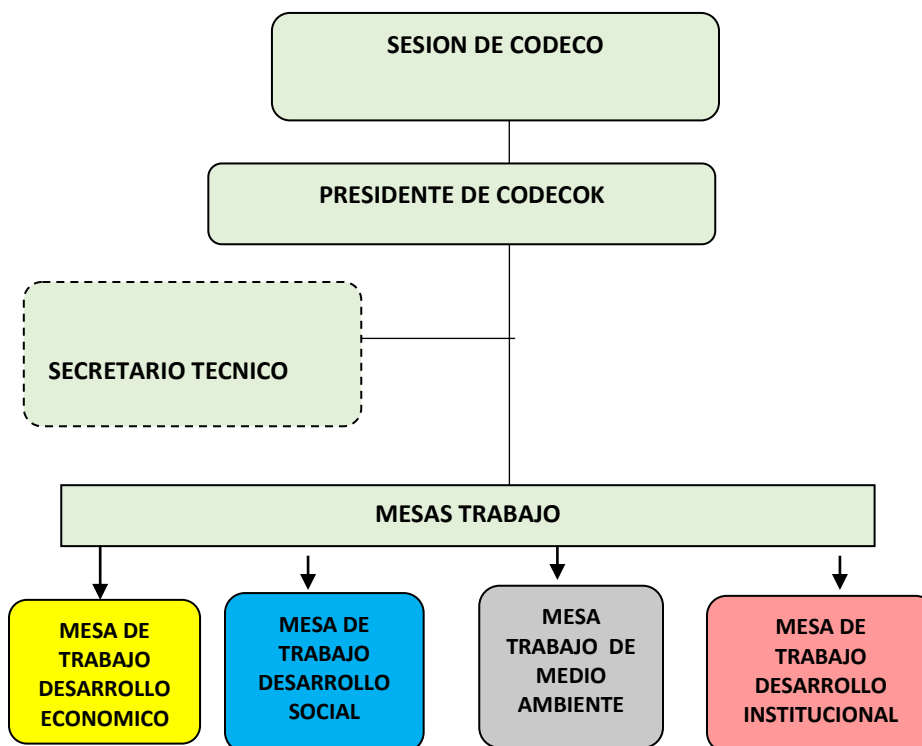 SESION DE CODECO
PRESIDENTE DE CODECOK
SECRETARIO TECNICO
MESAS TRABAJO
MESA DE
TRABAJO
DESARROLLO
ECONOMICO
MESA DE
TRABAJO
DESARROLLO
SOCIAL
MESA
TRABAJO DE
MEDIO
AMBIENTE
MESA DE
TRABAJO
DESARROLLO
INSTITUCIONAL